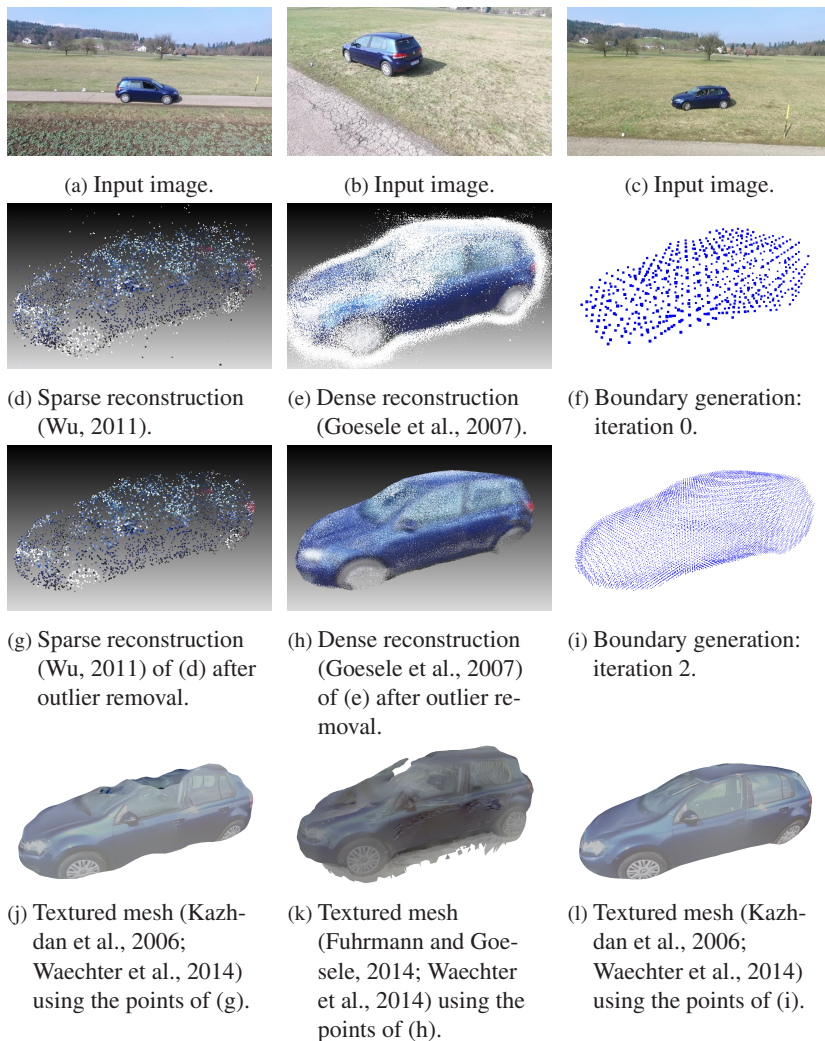 (a) Input image.
(b) Input image.
(c) Input image.
(d) Sparse reconstruction
(Wu, 2011).
(e) Dense reconstruction
(Goesele et al., 2007).
(f) Boundary generation:
iteration 0.
(g) Sparse reconstruction
(Wu, 2011) of (d) after
outlier removal.
(h) Dense reconstruction
(Goesele et al., 2007)
of (e) after outlier re-
moval.
(i) Boundary generation:
iteration 2.
(j) Textured mesh (Kazh-
dan et al., 2006;
Waechter et al., 2014)
using the points of (g).
(k) Textured mesh
(Fuhrmann and Goe-
sele, 2014; Waechter
et al., 2014) using the
points of (h).
(l) Textured mesh (Kazh-
dan et al., 2006;
Waechter et al., 2014)
using the points of (i).